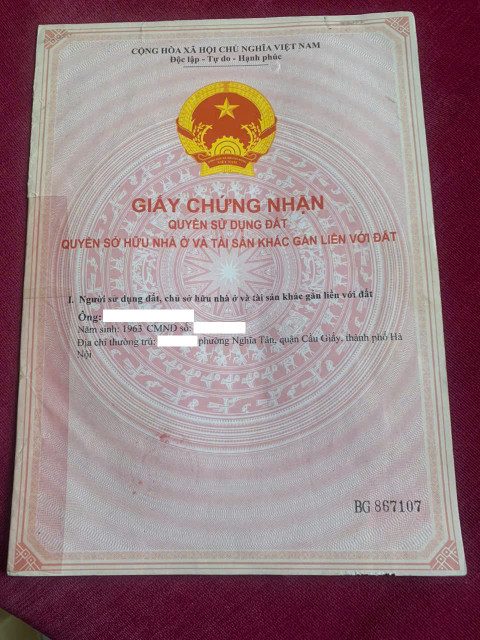 CỘNG HÒA XÃ HỘI CHỦ NGHĨA VIỆT NAM
Độc lập - Tự do - Hạnh phúc
GIẤY CHỨNG NHẬN
QUYỀN SỬ DỤNG ĐẤT
QUYỀN SỞ HỮU NHÀ Ở VÀ TÀI SẢN KHÁC GẮN LIỀN VỚI ĐẤT
I. Người sử dụng đất, chủ sở hữu nhà ở và tài sản khác gắn liền với đất
Ông:
Năm sinh: 1963 CMND số:
Địa chỉ thường trú: phường Nghĩa Tân, quận Cầu Giấy, thành phố Hà
Nội
BG 867107